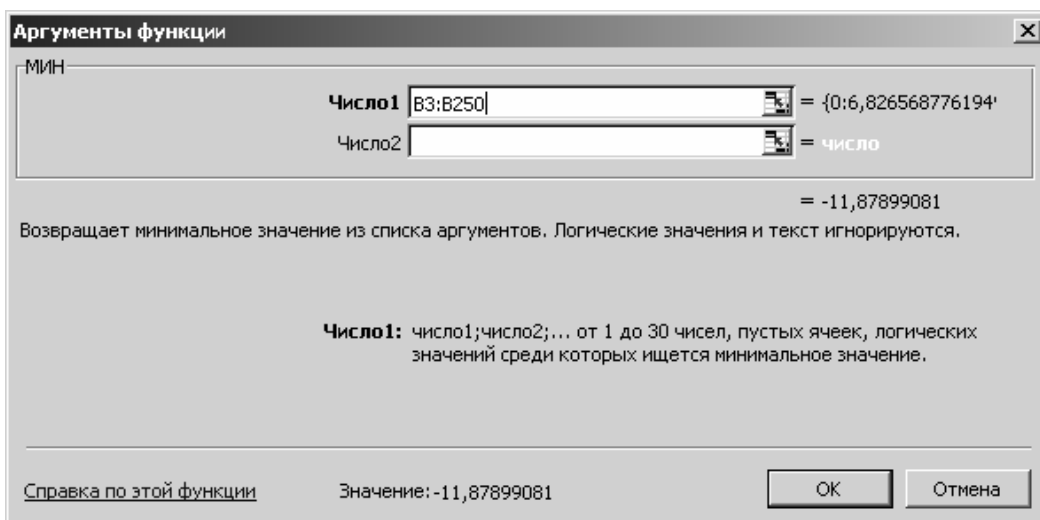 Аргументы функции
МИН
Число1 B3:B250 = {0:6,826568776194
Число2 = число
= -11,87899081
Возвращает минимальное значение из списка аргументов. Логические значения и текст игнорируются.
Число1: число1;число2;... от 1 до 30 чисел, пустых ячеек, логических
значений среди которых ищется минимальное значение.
Справка по этой функции Значение:-11,87899081 ОК Отмена